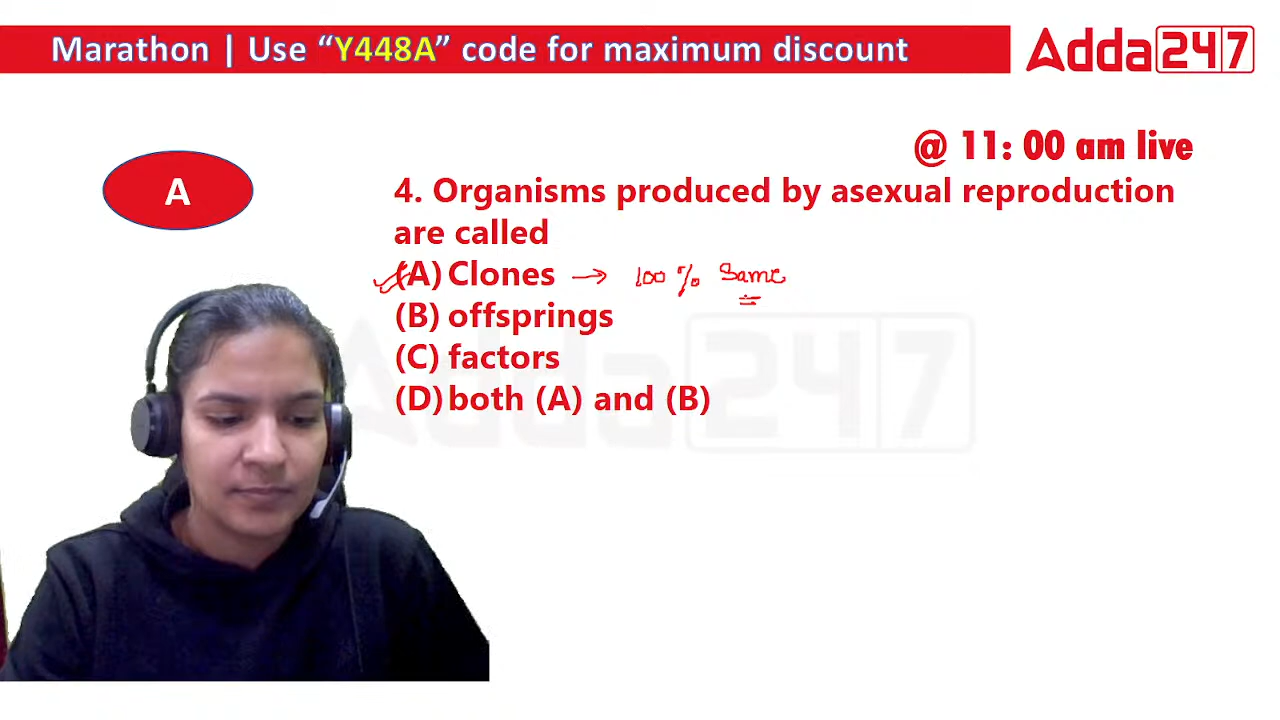 Marathon | Use “Y448A” code for maximum discount
Adda247
@ 11: 00 am live
A
4. Organisms produced by asexual reproduction
are called
(A) Clones → 100% Same
(B) offsprings
(C) factors
(D) both (A) and (B)
Adda247